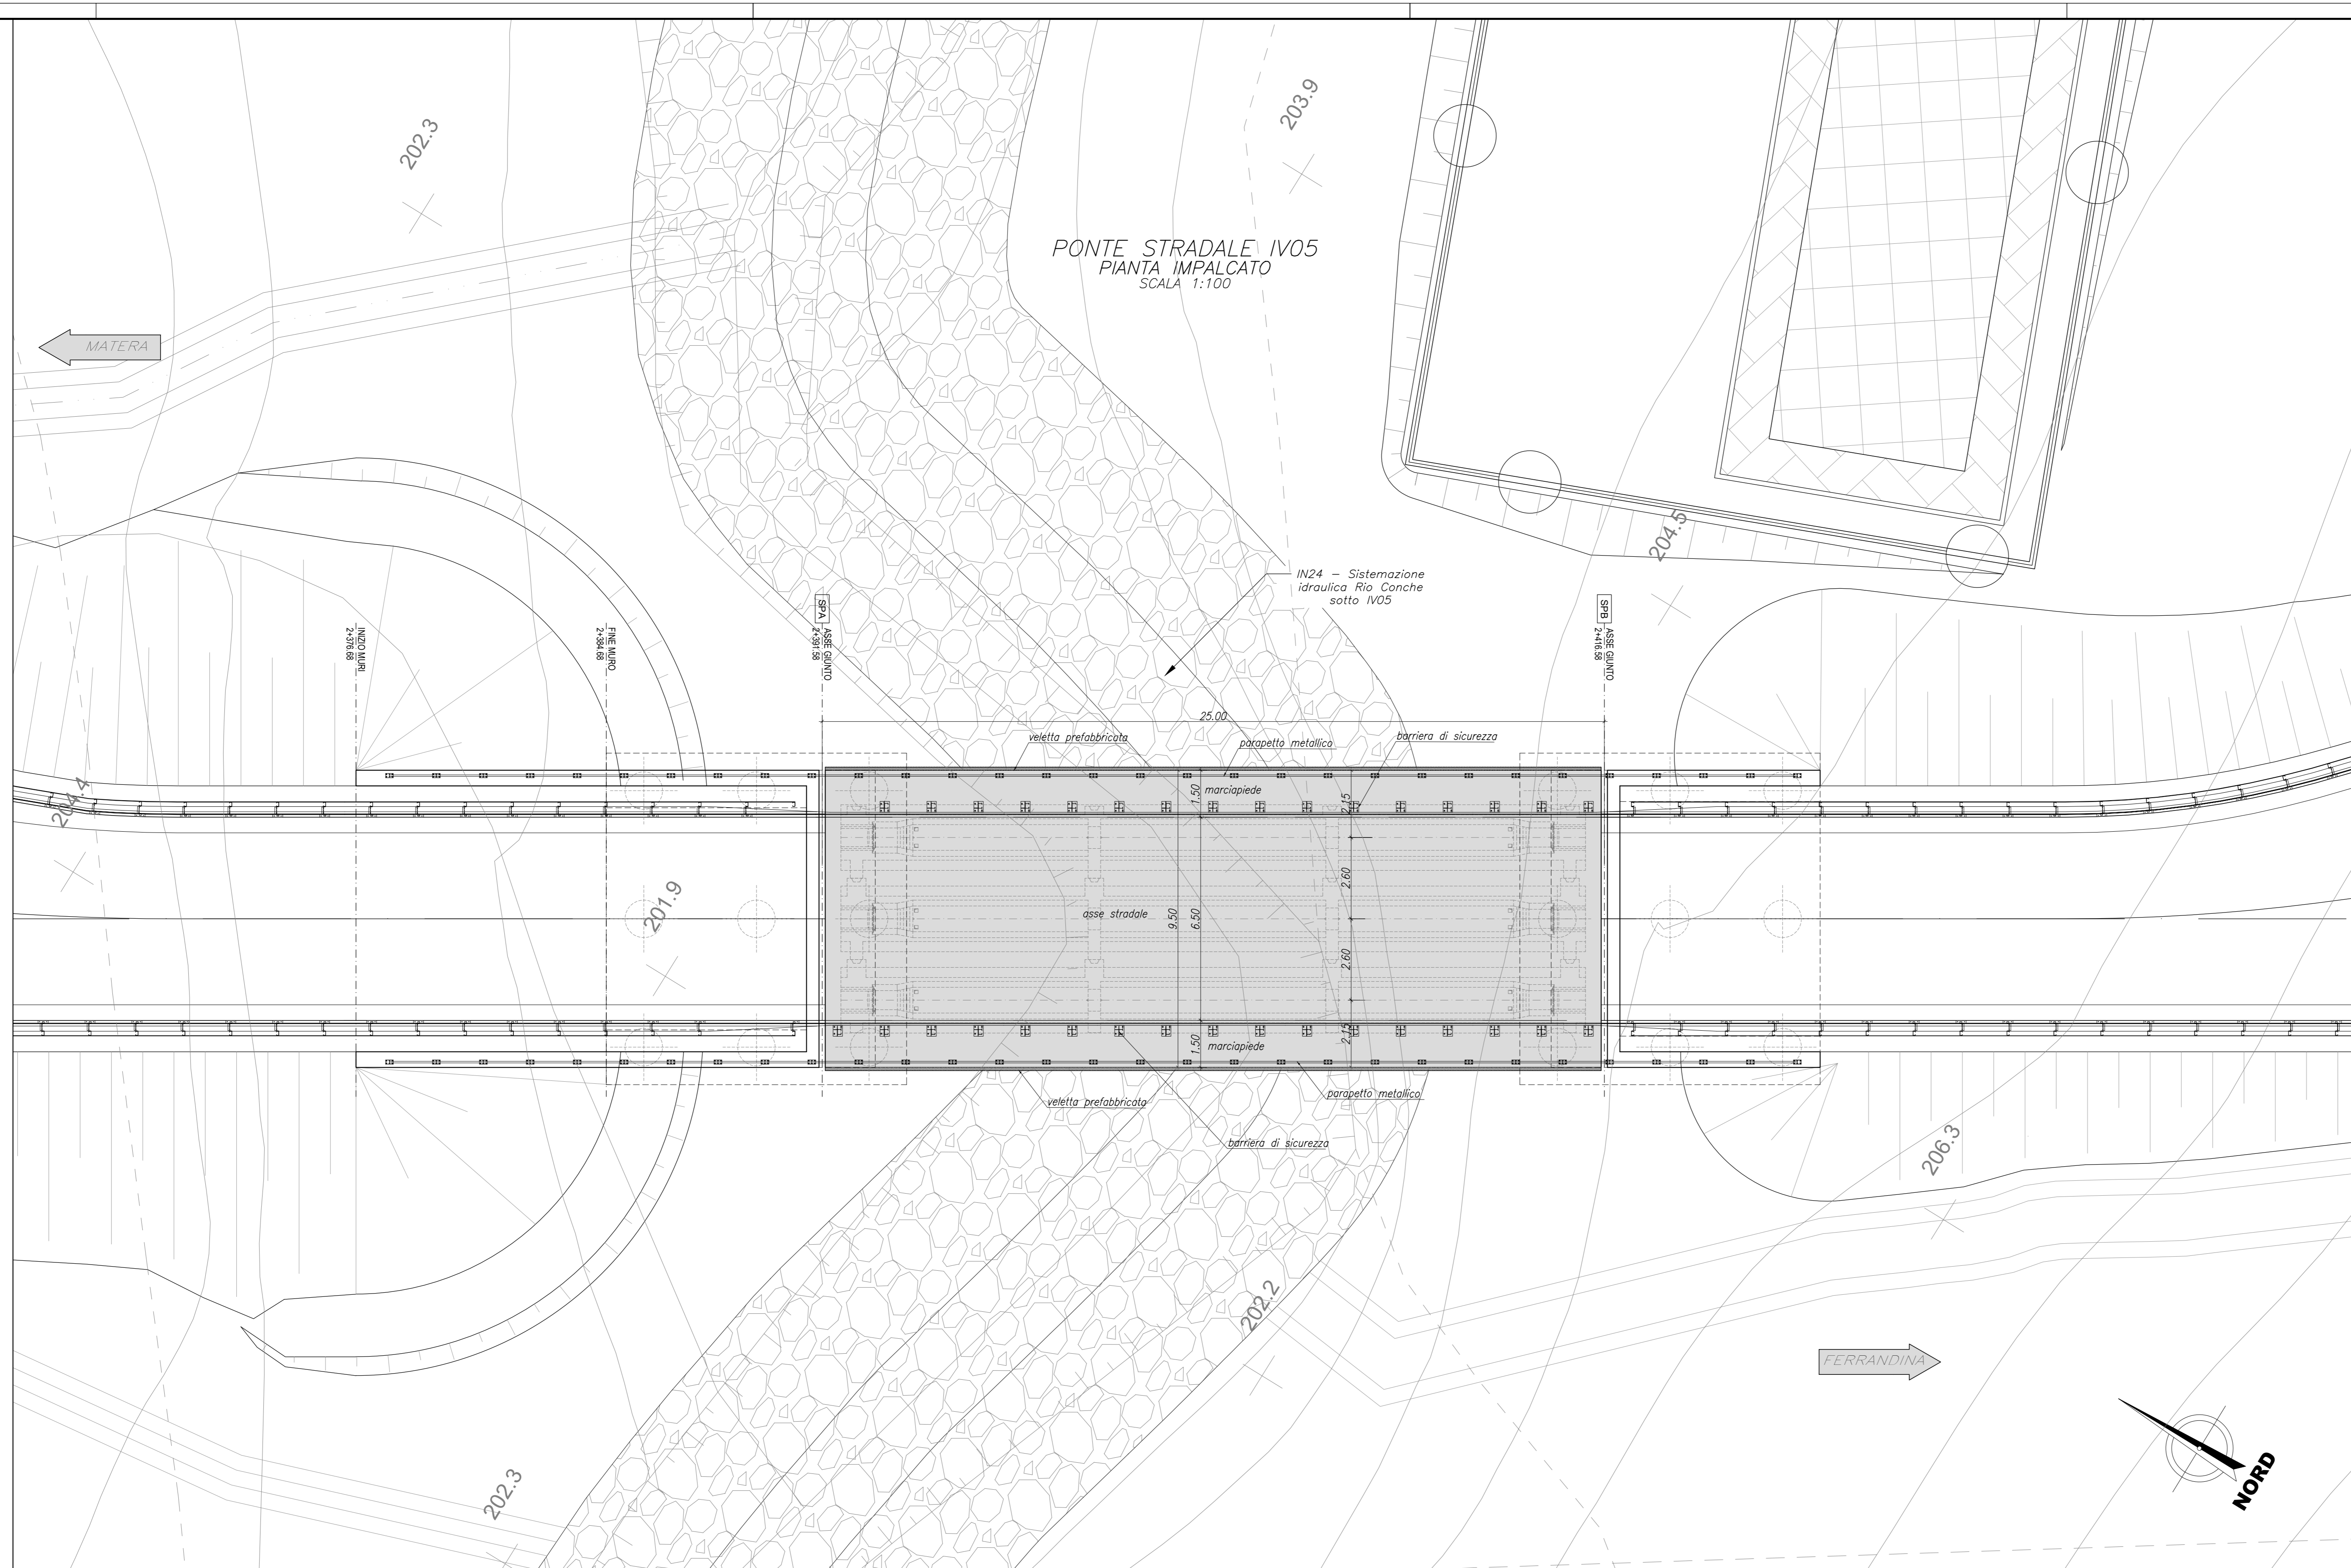 203.9
202.3
PONTE STRADALE IV05
PIANTA IMPALCATO
SCALA 1:100
MATERA
204.5
IN24 – Sistemazione
idraulica Rio Conche
sotto IV05
INIZIO MURI
2+376.68
FINE MURO
2+384.68
SPA
ASSE GIUNTO
2+391.58
SPB
ASSE GIUNTO
2+416.58
25.00
veletta prefabbricata
parapetto metallico
barriera di sicurezza
204.4
1.50
marciapiede
2.15
2.60
201.9
asse stradale
9.50
6.50
2.60
1.50
marciapiede
2.15
veletta prefabbricata
parapetto metallico
barriera di sicurezza
206.3
202.2
FERRANDINA
202.3
NORD